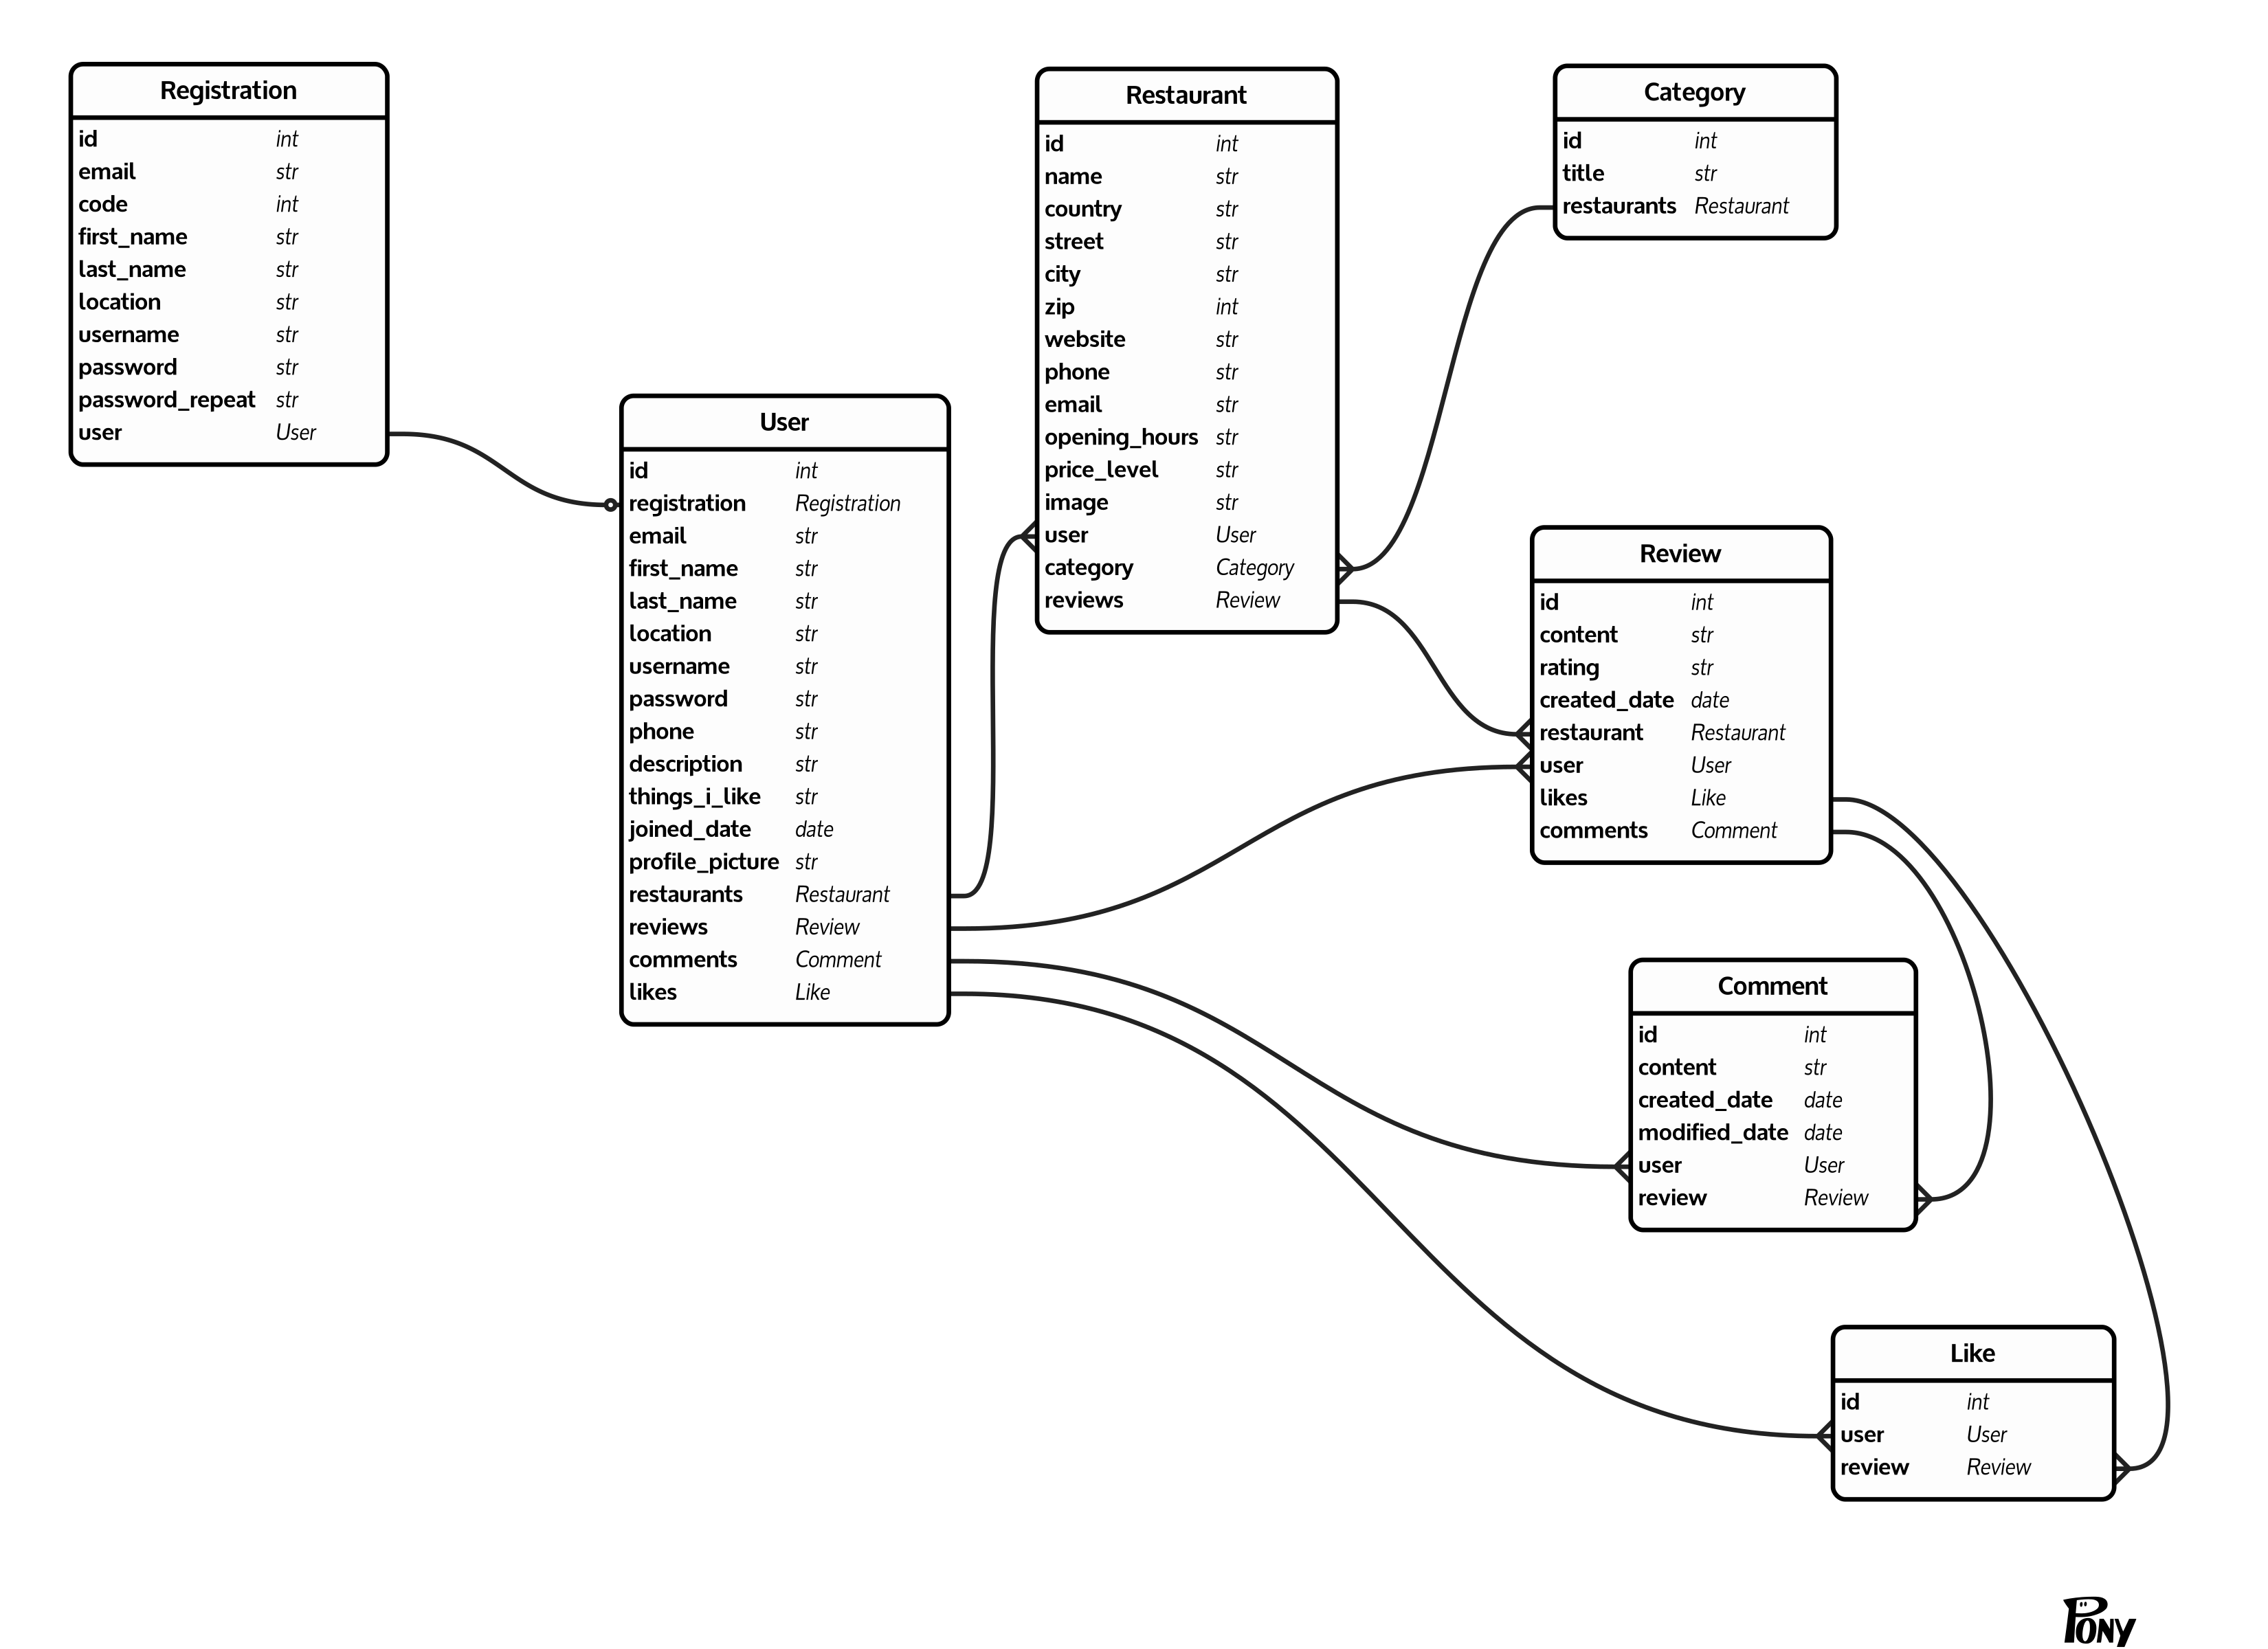 Registration
id int
email str
code int
first_name str
last_name str
location str
username str
password str
password_repeat str
user User
User
id int
registration Registration
email str
first_name str
last_name str
location str
username str
password str
phone str
description str
things_i_like str
joined_date date
profile_picture str
restaurants Restaurant
reviews Review
comments Comment
likes Like
Restaurant
id int
name str
country str
street str
city str
zip int
website str
phone str
email str
opening_hours str
price_level str
image str
user User
category Category
reviews Review
Category
id int
title str
restaurants Restaurant
Review
id int
content str
rating str
created_date date
restaurant Restaurant
user User
likes Like
comments Comment
Comment
id int
content str
created_date date
modified_date date
user User
review Review
Like
id int
user User
review Review
PONY